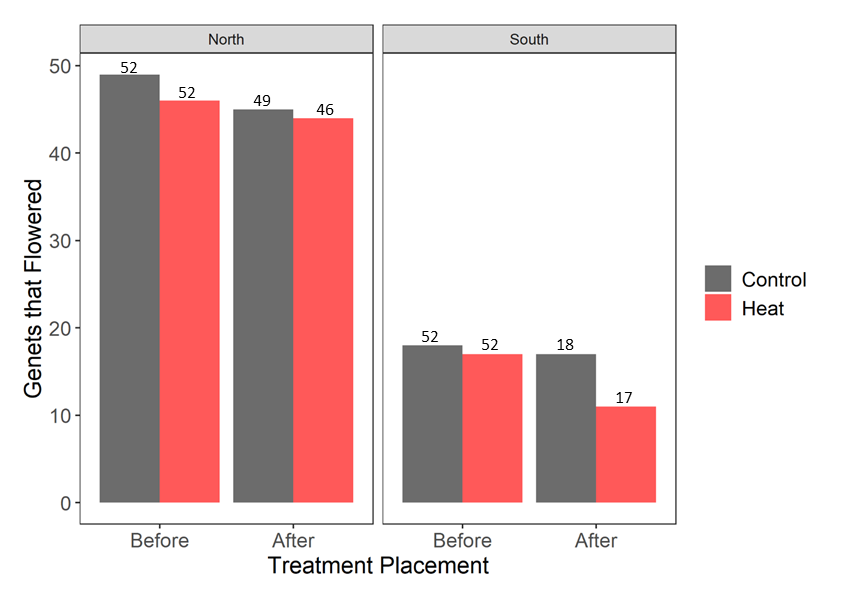 North
South
50
40
30
20
10
0
52
52
49
46
52
52
18
17
Genets that Flowered
Before
After
Before
After
Treatment Placement
Control
Heat